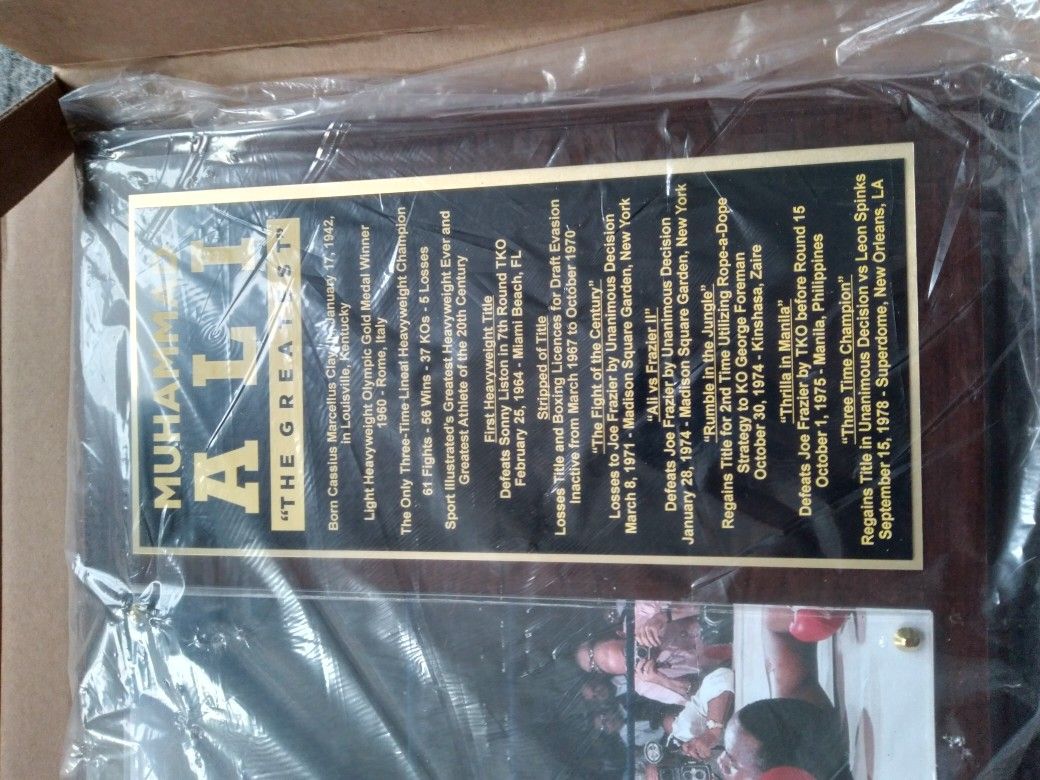 MUHAMMAD
ALI
"THE GREATEST"
Born Cassius Marcellus Clay, January 17, 1942,
in Louisville, Kentucky
Light Heavyweight Olympic Gold Medal Winner
1960 - Rome, Italy
The Only Three-Time Lineal Heavyweight Champion
61 Fights - 56 Wins - 37 KOs - 5 Losses
Sport Illustrated's Greatest Heavyweight Ever and
Greatest Athlete of the 20th Century
First Heavyweight Title
Defeats Sonny Liston in 7th Round TKO
February 25, 1964 - Miami Beach, FL
Stripped of Title
Losses Title and Boxing Licences for Draft Evasion
Inactive from March 1967 to October 1970
"The Fight of the Century"
Losses to Joe Frazier by Unanimous Decision
March 8, 1971 - Madison Square Garden, New York
"Ali vs Frazier II"
Defeats Joe Frazier by Unanimous Decision
January 28, 1974 - Madison Square Garden, New York
"Rumble in the Jungle"
Regains Title for 2nd Time Utilizing Rope-a-Dope
Strategy to KO George Foreman
October 30, 1974 - Kinshasa, Zaire
"Thrilla in Manila"
Defeats Joe Frazier by TKO before Round 15
October 1, 1975 - Manila, Philippines
"Three Time Champion"
Regains Title in Unanimous Decision vs Leon Spinks
September 15, 1978 - Superdome, New Orleans, LA